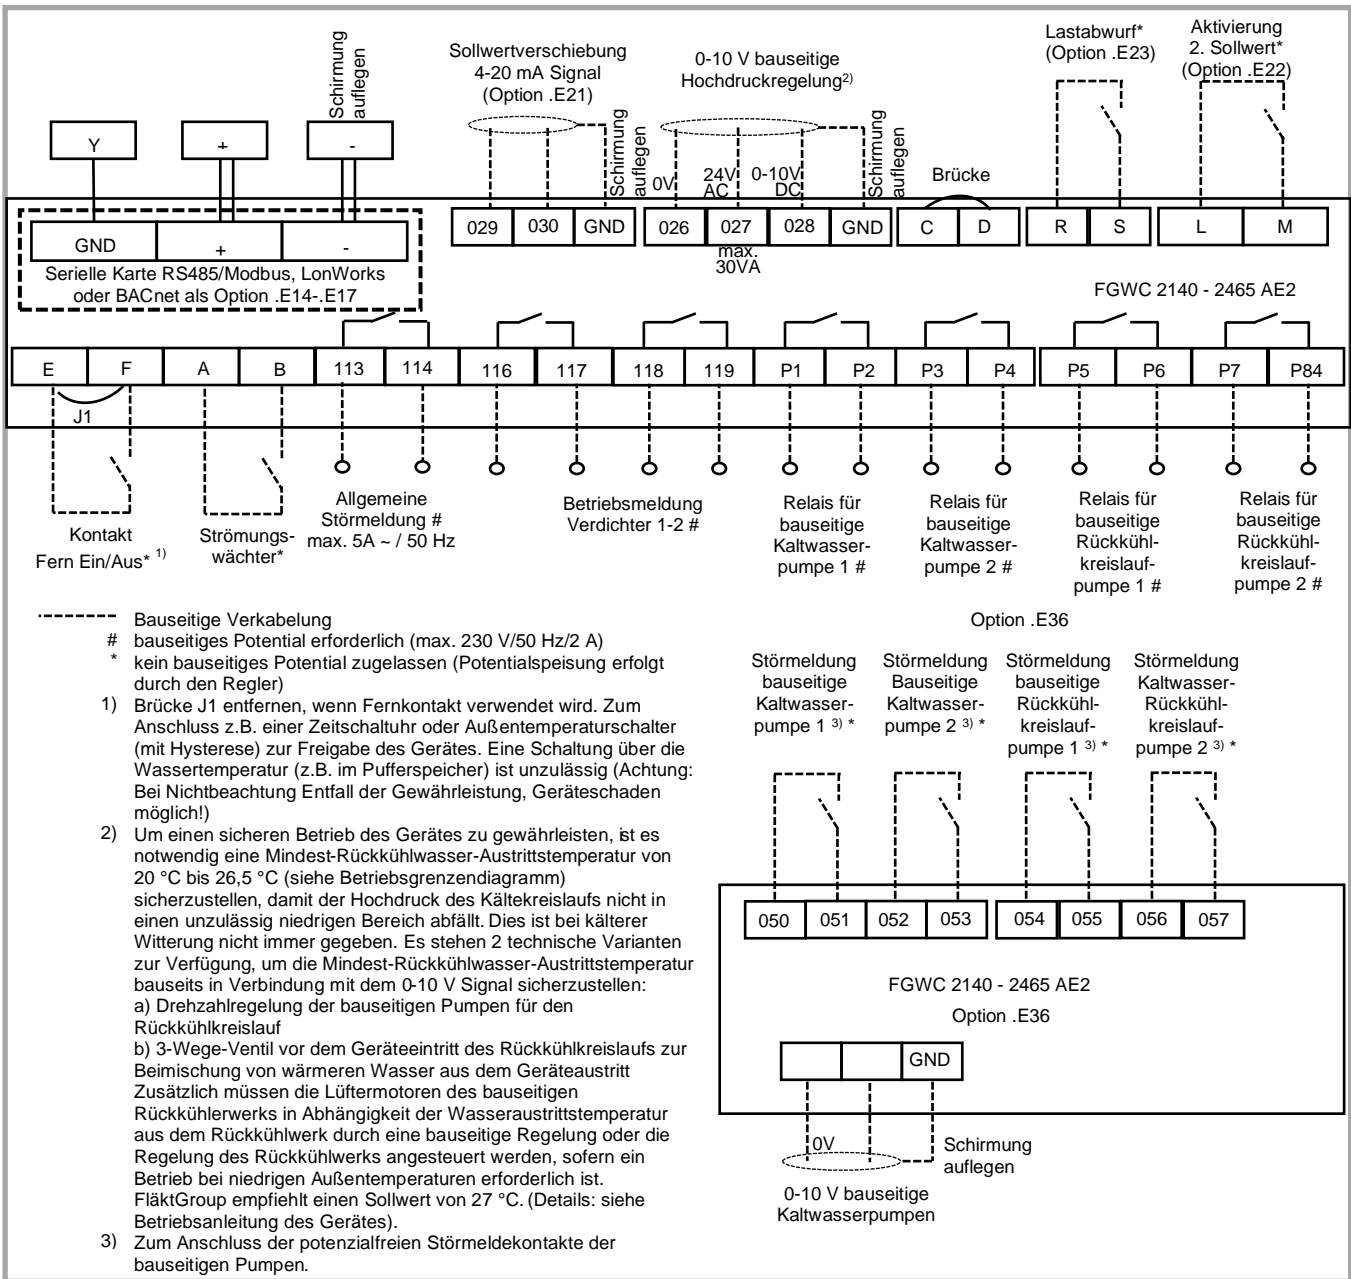 Schirmung
auflegen
Sollwertverschiebung
4-20 mA Signal
(Option .E21)
0-10 V bauseitige
Hochdruckregelung2)
Lastabwurf*
(Option .E23)
Aktivierung
2. Sollwert*
(Option .E22)
Y
+
-
Schirmung
auflegen
0V
24V
AC
0-10V
DC
Schirmung
auflegen
Brücke
GND
+
-
029
030
GND
026
027
028
GND
C
D
R
S
L
M
max.
30VA
Serielle Karte RS485/Modbus, LonWorks
oder BACnet als Option .E14-.E17
FGWC 2140 - 2465 AE2
E
F
A
B
113
114
116
117
118
119
P1
P2
P3
P4
P5
P6
P7
P84
J1
Kontakt
Fern Ein/Aus* 1)
Strömungs-
wächter*
Allgemeine
Störmeldung #
max. 5A ~ / 50 Hz
Betriebsmeldung
Verdichter 1-2 #
Relais für
bauseitige
Kaltwasser-
pumpe 1 #
Relais für
bauseitige
Kaltwasser-
pumpe 2 #
Relais für
bauseitige
Rückkühl-
kreislauf-
pumpe 1 #
Relais für
bauseitige
Rückkühl-
kreislauf-
pumpe 2 #
Bauseitige Verkabelung
# bauseitiges Potential erforderlich (max. 230 V/50 Hz/2 A)
* kein bauseitiges Potential zugelassen (Potentialspeisung erfolgt
durch den Regler)
1) Brücke J1 entfernen, wenn Fernkontakt verwendet wird. Zum
Anschluss z.B. einer Zeitschaltuhr oder Außentemperaturschalter
(mit Hysterese) zur Freigabe des Gerätes. Eine Schaltung über die
Wassertemperatur (z.B. im Pufferspeicher) ist unzulässig (Achtung:
Bei Nichtbeachtung Entfall der Gewährleistung, Geräteschaden
möglich!)
2) Um einen sicheren Betrieb des Gerätes zu gewährleisten, ist es
notwendig eine Mindest-Rückkühlwasser-Austrittstemperatur von
20 °C bis 26,5 °C (siehe Betriebsgrenzendiagramm)
sicherzustellen, damit der Hochdruck des Kältekreislaufs nicht in
einen unzulässig niedrigen Bereich abfällt. Dies ist bei kälterer
Witterung nicht immer gegeben. Es stehen 2 technische Varianten
zur Verfügung, um die Mindest-Rückkühlwasser-Austrittstemperatur
bauseits in Verbindung mit dem 0-10 V Signal sicherzustellen:
a) Drehzahlregelung der bauseitigen Pumpen für den
Rückkühlkreislauf
b) 3-Wege-Ventil vor dem Geräteeintritt des Rückkühlkreislaufs zur
Beimischung von wärmeren Wasser aus dem Geräteaustritt
Zusätzlich müssen die Lüftermotoren des bauseitigen
Rückkühlerwerks in Abhängigkeit der Wasseraustrittstemperatur
aus dem Rückkühlwerk durch eine bauseitige Regelung oder die
Regelung des Rückkühlwerks angesteuert werden, sofern ein
Betrieb bei niedrigen Außentemperaturen erforderlich ist.
FläktGroup empfiehlt einen Sollwert von 27 °C. (Details: siehe
Betriebsanleitung des Gerätes).
3) Zum Anschluss der potenzialfreien Störmeldekontakte der
bauseitigen Pumpen.
Option .E36
Störmeldung
bauseitige
Kaltwasser-
pumpe 1 3) *
Störmeldung
Bauseitige
Kaltwasser-
pumpe 2 3) *
Störmeldung
bauseitige
Rückkühl-
kreislauf-
pumpe 1 3) *
Störmeldung
Kaltwasser-
Rückkühl-
kreislauf-
pumpe 2 3) *
050
051
052
053
054
055
056
057
FGWC 2140 - 2465 AE2
Option .E36
GND
0V
Schirmung
auflegen
0-10 V bauseitige
Kaltwasserpumpen